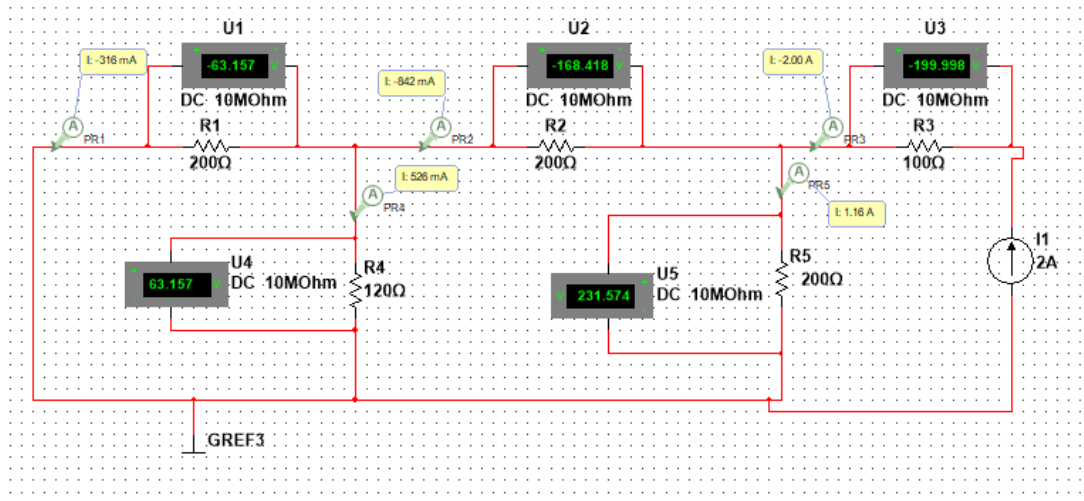 U1
U2
U3
I: -316 mA
-63.157 V
I: -842 mA
-168.418 V
I: -2.00 A
-199.998 V
DC 10MOhm
DC 10MOhm
DC 10MOhm
A
PR1
R1
200Ω
A
PR2
R2
200Ω
A
PR3
R3
100Ω
I: 526 mA
A
PR4
A
PR5
I: 1.16 A
U4
DC 10MOhm
63.157 V
R4
120Ω
U5
DC 10MOhm
V 231.574
R5
200Ω
I1
2A
GREF3